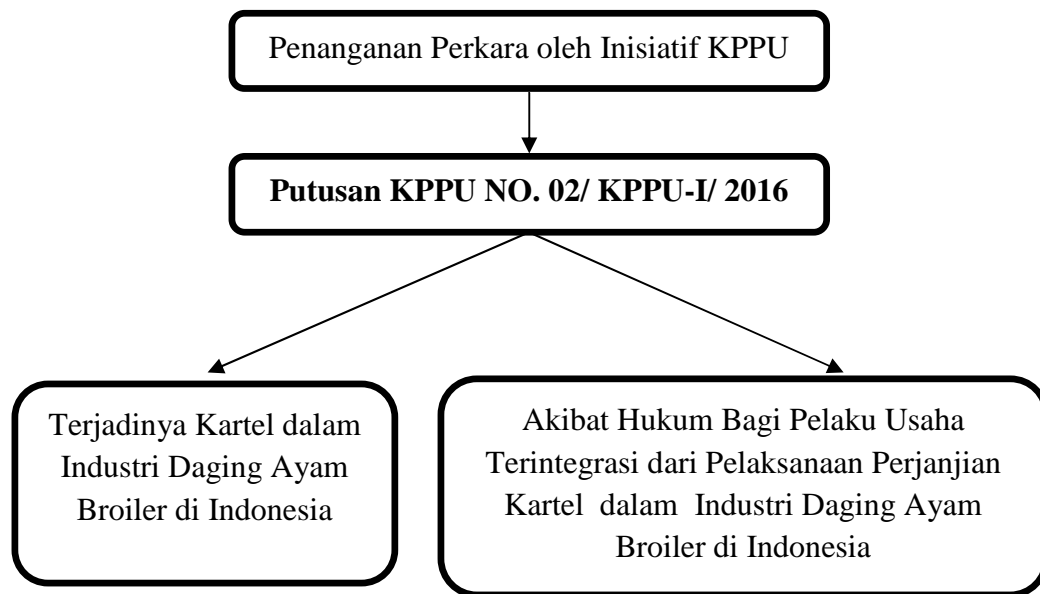 Penanganan Perkara oleh Inisiatif KPPU
Putusan KPPU NO. 02/ KPPU-I/ 2016
Terjadinya Kartel dalam
Industri Daging Ayam
Broiler di Indonesia
Akibat Hukum Bagi Pelaku Usaha
Terintegrasi dari Pelaksanaan Perjanjian
Kartel dalam Industri Daging Ayam
Broiler di Indonesia